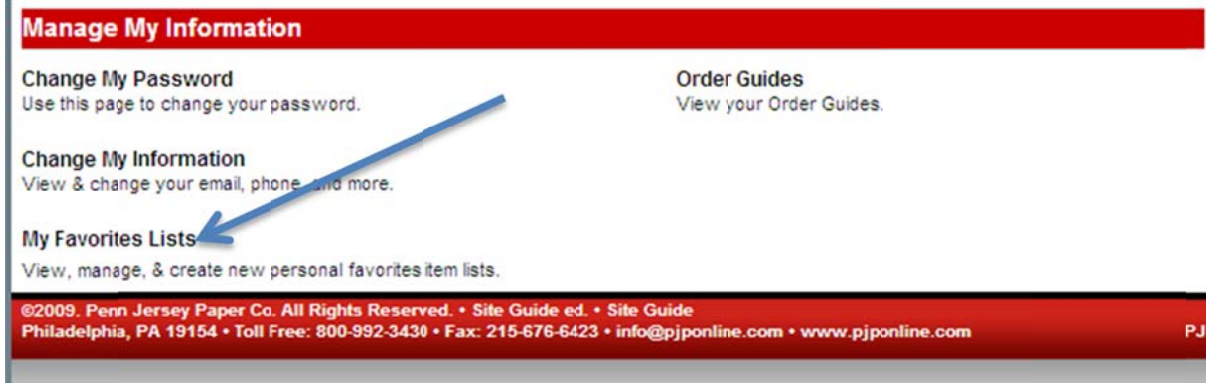 Manage My Information
Change My Password
Use this page to change your password.
Order Guides
View your Order Guides.
Change My Information
View & change your email, phone, and more.
My Favorites Lists
View, manage, & create new personal favorites item lists.
©2009. Penn Jersey Paper Co. All Rights Reserved. • Site Guide ed. • Site Guide
Philadelphia, PA 19154 • Toll Free: 800-992-3430 • Fax: 215-676-6423 • info@pjponline.com • www.pjponline.com
PJ